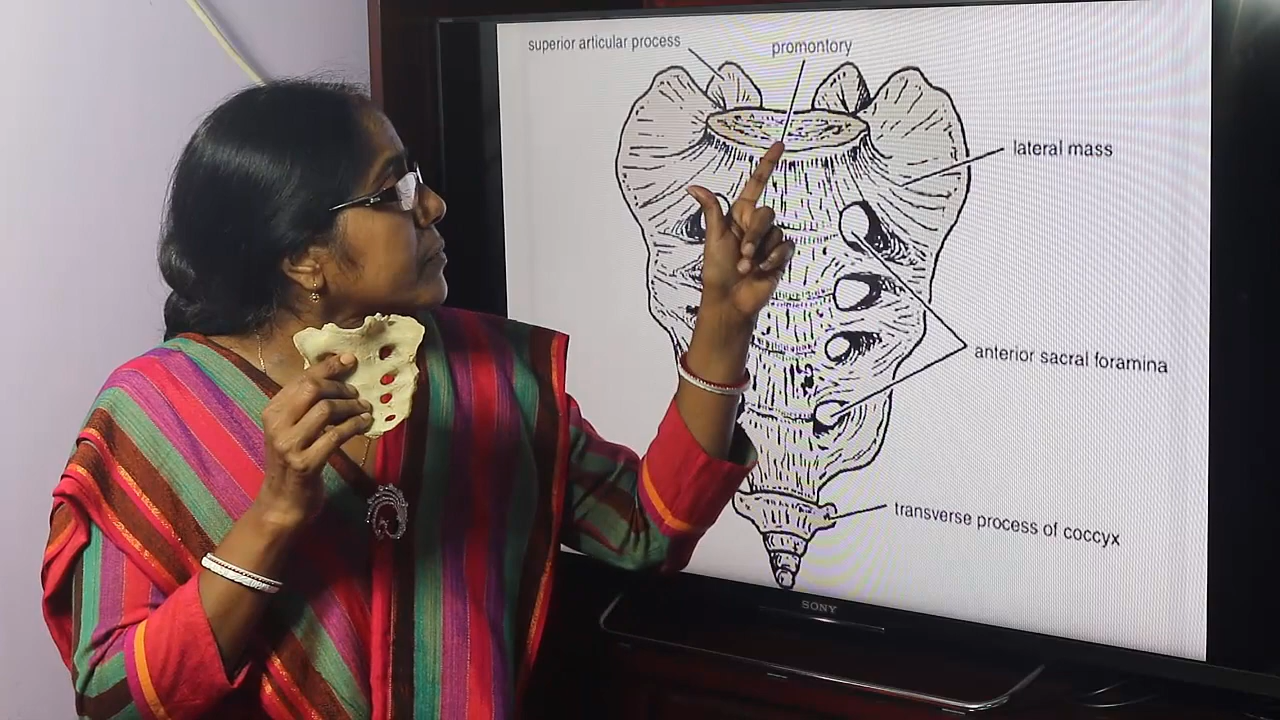 superior articular process
promontory
lateral mass
anterior sacral foramina
transverse process of coccyx
SONY